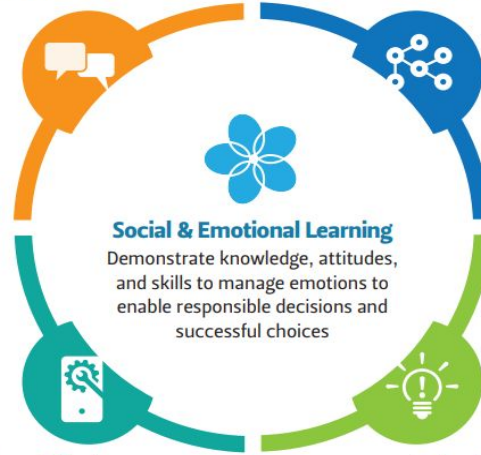 Social & Emotional Learning
Demonstrate knowledge, attitudes,
and skills to manage emotions to
enable responsible decisions and
successful choices